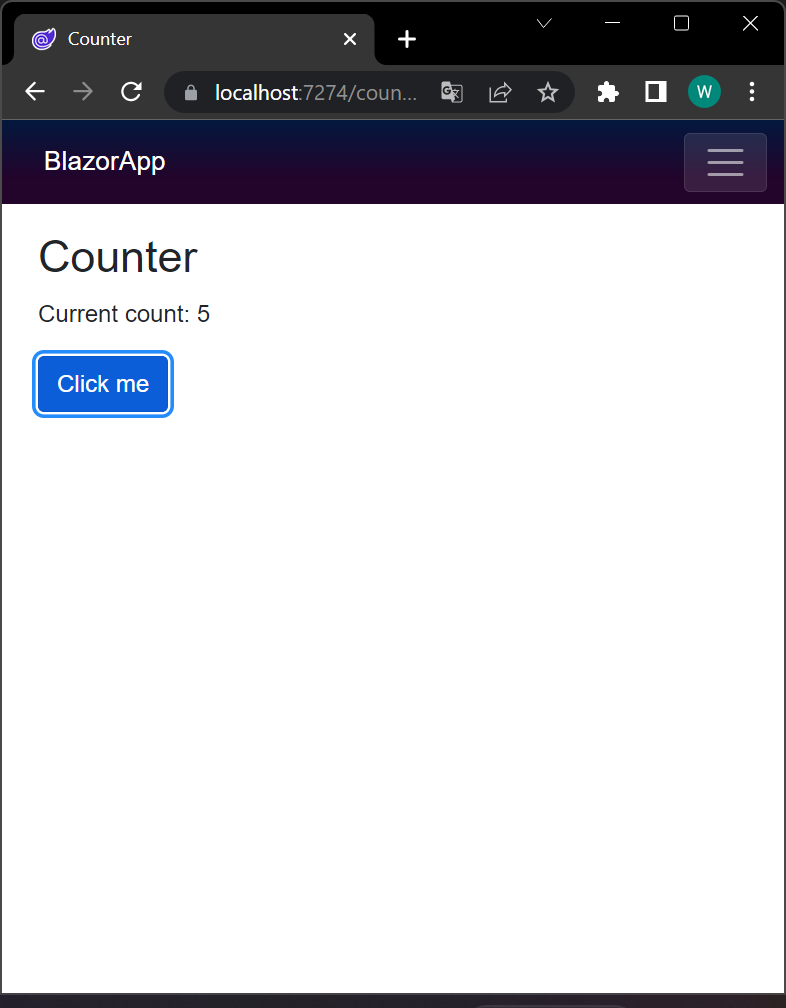 Counter
localhost:7274/coun...
W
BlazorApp
Counter
Current count: 5
Click me